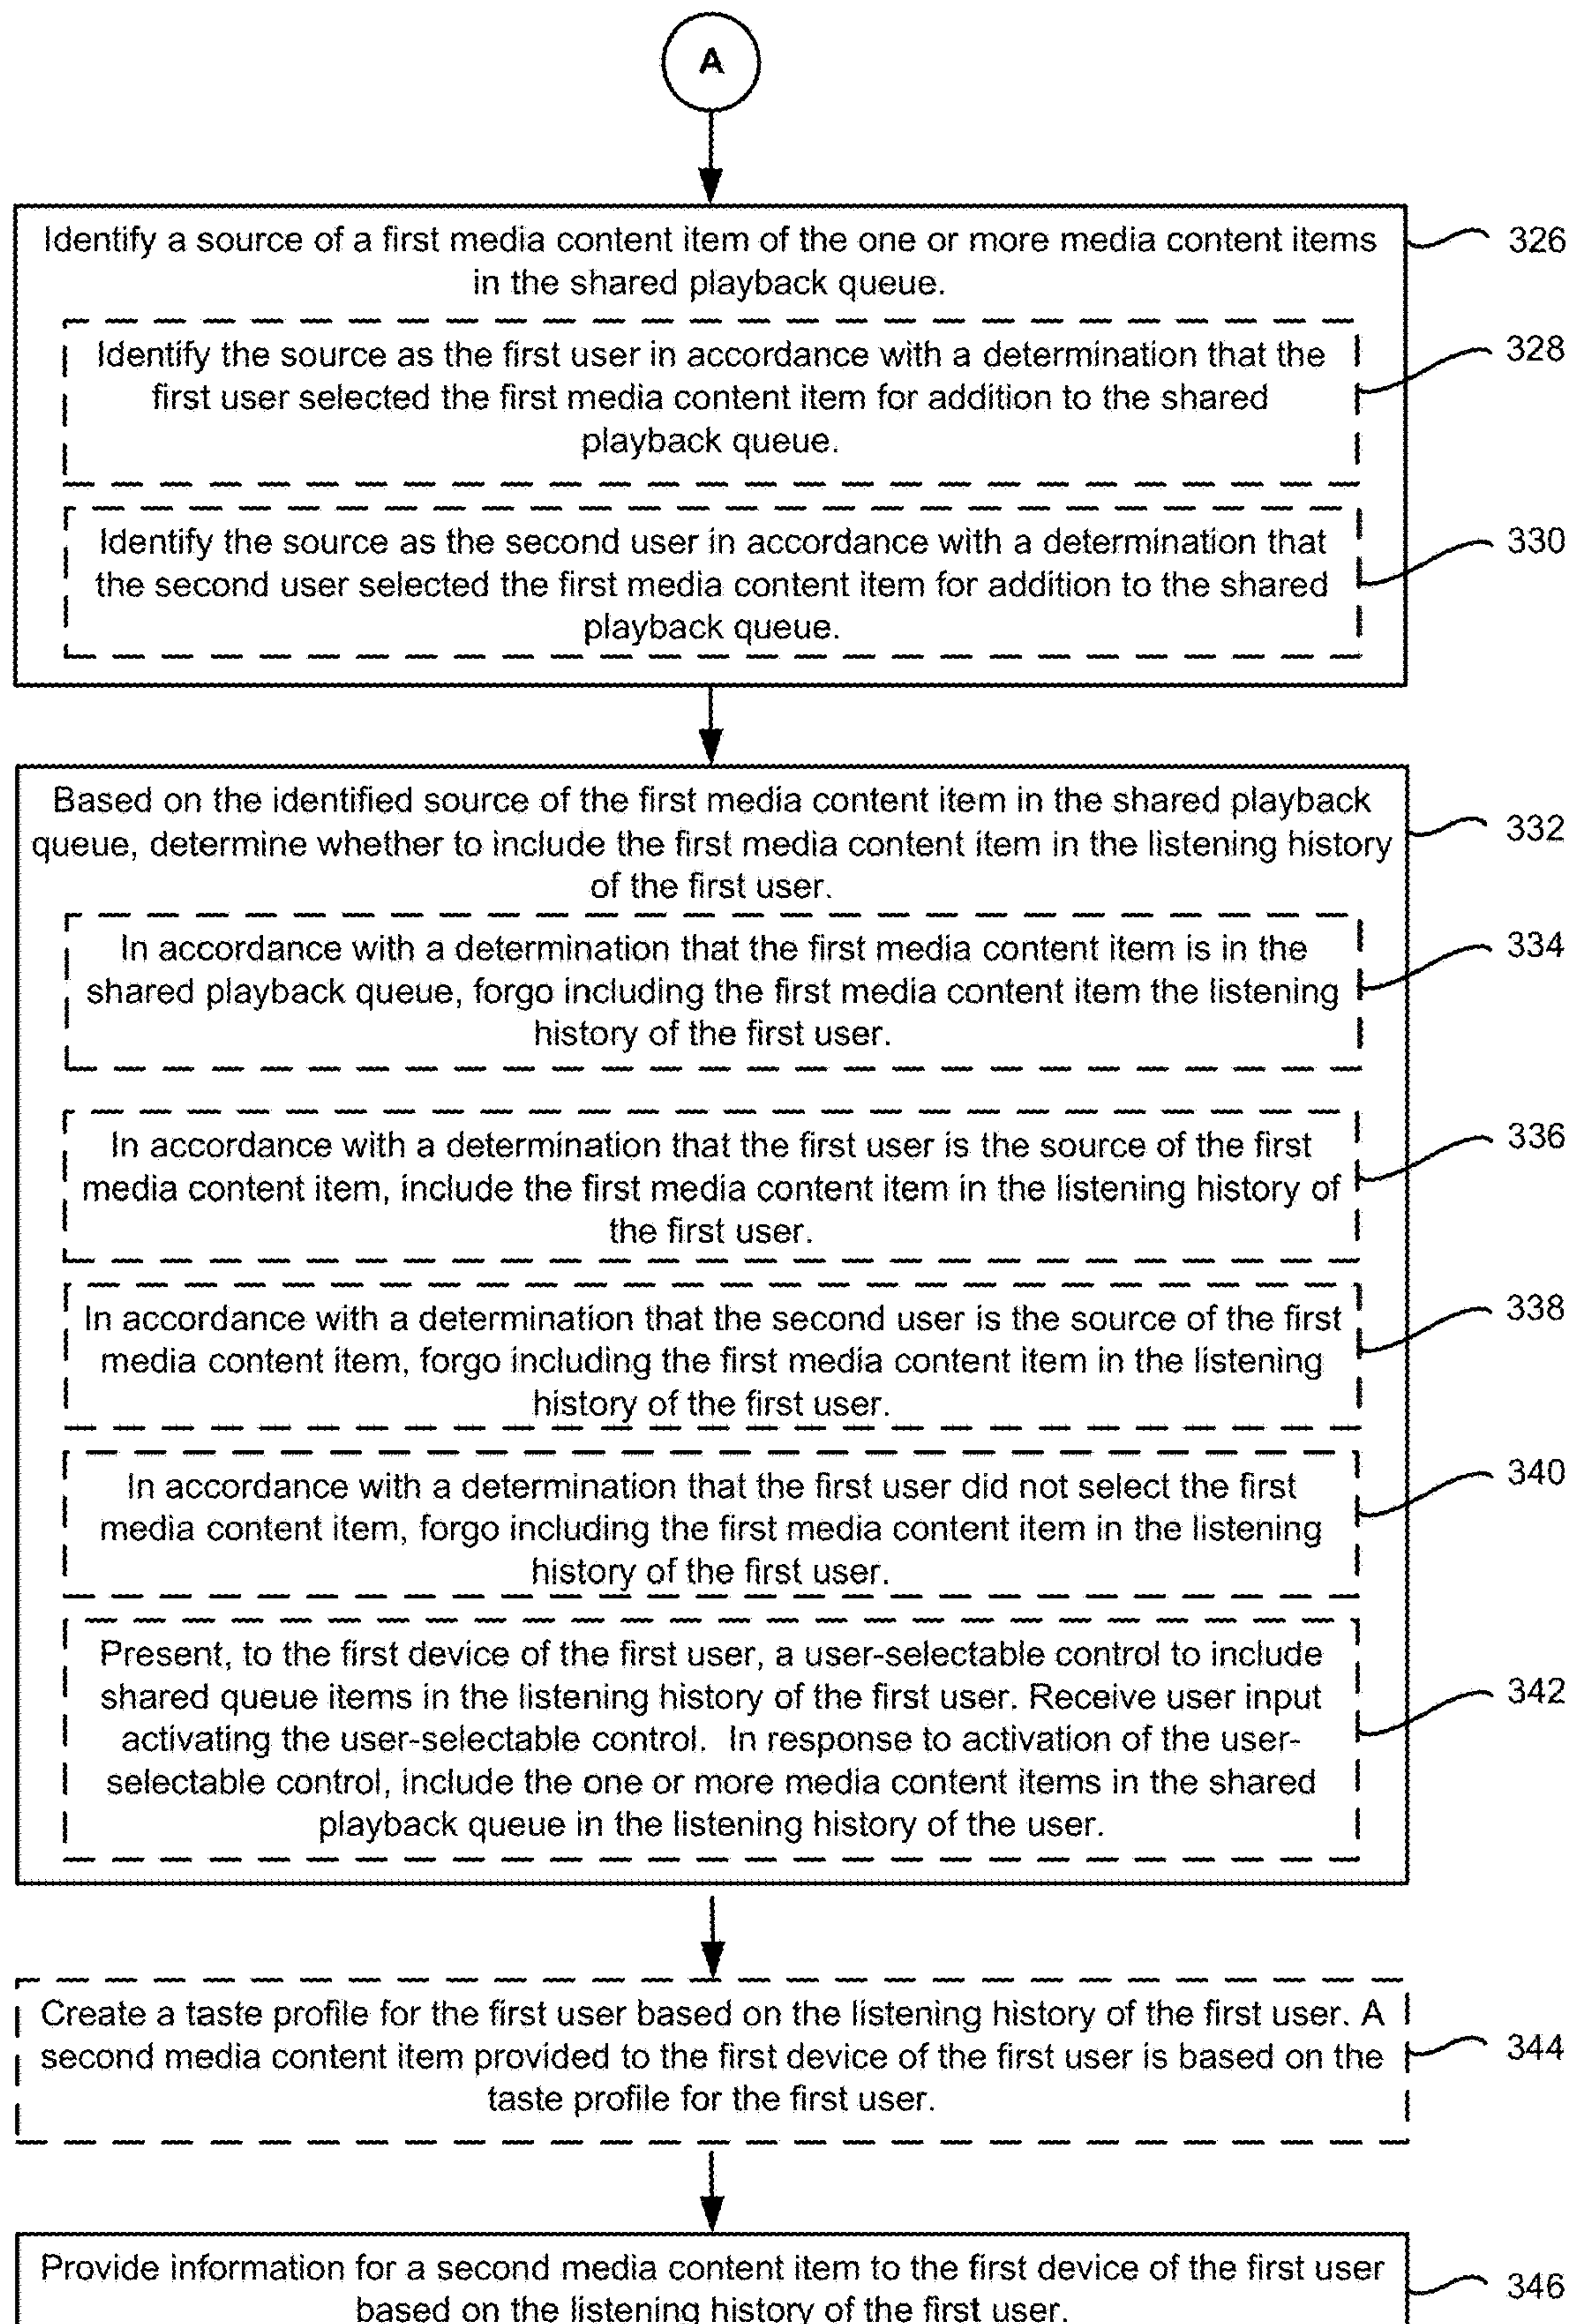 A
Identify a source of a first media content item of the one or more media content items
in the shared playback queue.
326
Identify the source as the first user in accordance with a determination that the
first user selected the first media content item for addition to the shared
playback queue.
328
Identify the source as the second user in accordance with a determination that
the second user selected the first media content item for addition to the shared
playback queue.
330
Based on the identified source of the first media content item in the shared playback
queue, determine whether to include the first media content item in the listening history
of the first user.
332
In accordance with a determination that the first media content item is in the
shared playback queue, forgo including the first media content item the listening
history of the first user.
334
In accordance with a determination that the first user is the source of the first
media content item, include the first media content item in the listening history of
the first user.
336
In accordance with a determination that the second user is the source of the first
media content item, forgo including the first media content item in the listening
history of the first user.
338
In accordance with a determination that the first user did not select the first
media content item, forgo including the first media content item in the listening
history of the first user.
340
Present, to the first device of the first user, a user-selectable control to include
shared queue items in the listening history of the first user. Receive user input
activating the user-selectable control.  In response to activation of the user-
selectable control, include the one or more media content items in the shared
playback queue in the listening history of the user.
342
Create a taste profile for the first user based on the listening history of the first user. A
second media content item provided to the first device of the first user is based on the
taste profile for the first user.
344
Provide information for a second media content item to the first device of the first user
based on the listening history of the first user.
346